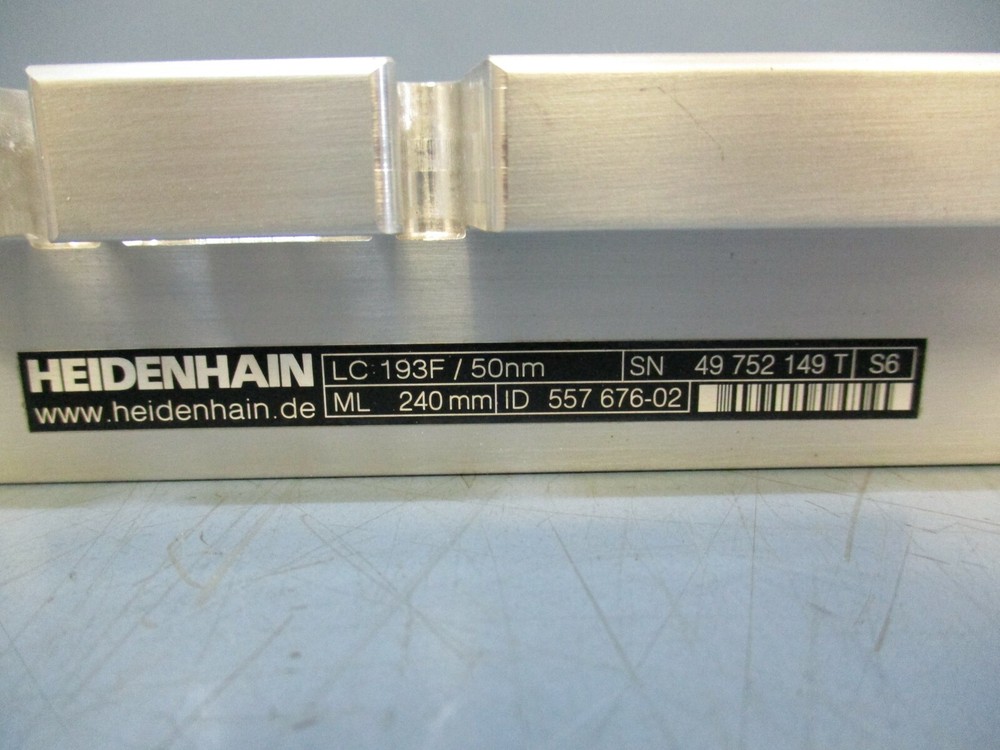 HEIDENHAIN
www.heidenhain.de
LC 193F / 50nm
SN 49 752 149 T S6
ML 240 mm ID 557 676-02